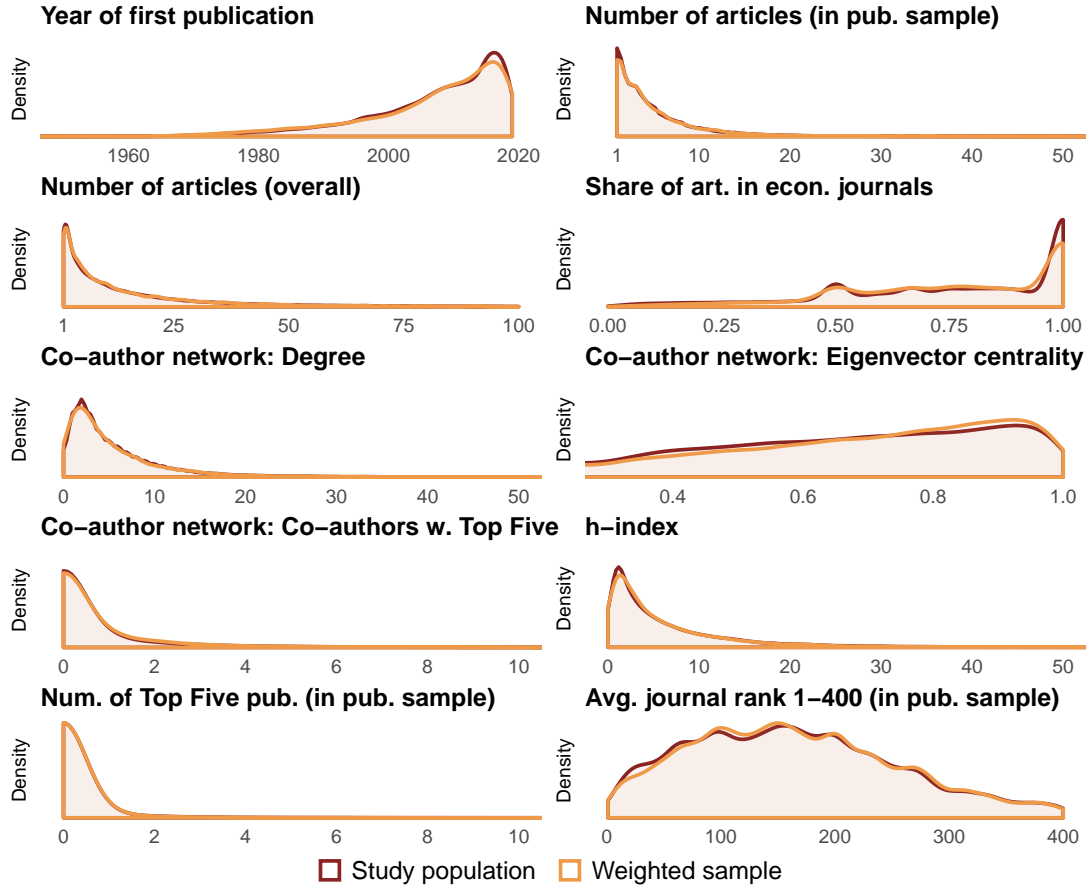 Year of first publication
Density
1960 1980 2000 2020
Number of articles (in pub. sample)
Density
1 10 20 30 40 50
Number of articles (overall)
Density
1 25 50 75 100
Share of art. in econ. journals
Density
0.00 0.25 0.50 0.75 1.00
Co−author network: Degree
Density
0 10 20 30 40 50
Co−author network: Eigenvector centrality
Density
0.4 0.6 0.8 1.0
Co−author network: Co−authors w. Top Five
Density
0 2 4 6 8 10
h−index
Density
0 10 20 30 40 50
Num. of Top Five pub. (in pub. sample)
Density
0 2 4 6 8 10
Avg. journal rank 1−400 (in pub. sample)
Density
0 100 200 300 400
Study population Weighted sample